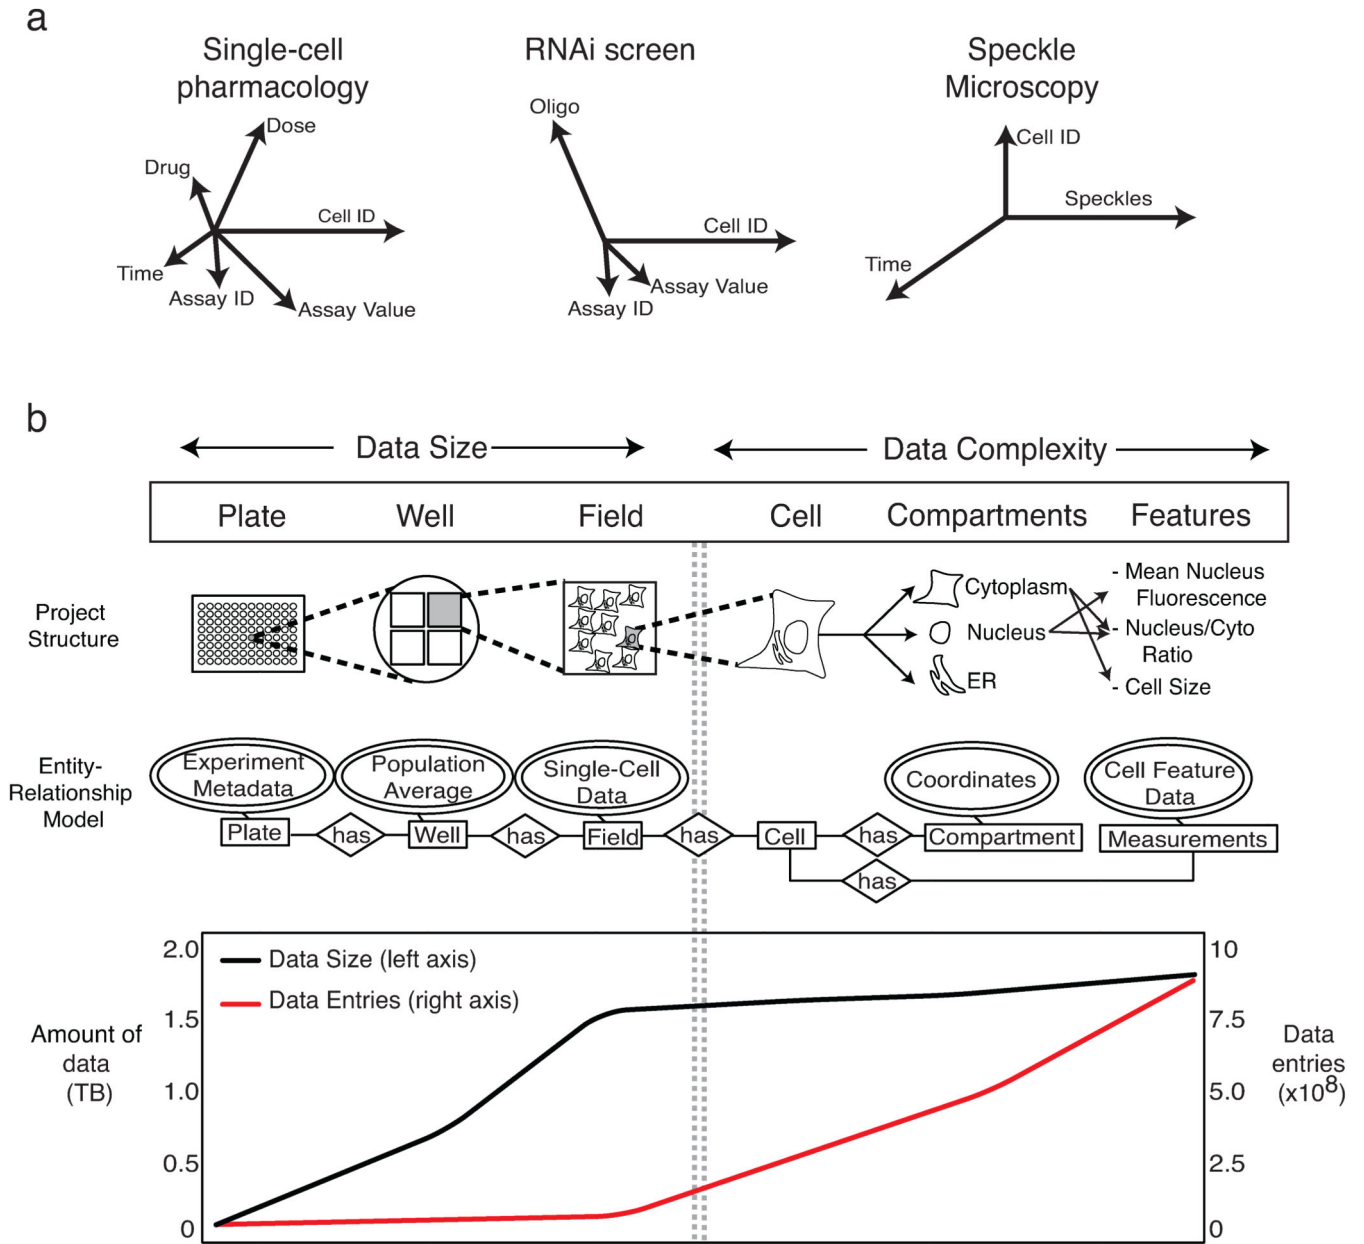 a
Single-cell
pharmacology
RNAi screen
Speckle
Microscopy
Dose
Drug
Cell ID
Time
Assay ID
Assay Value
Oligo
Cell ID
Assay Value
Assay ID
Cell ID
Speckles
Time
b
Data Size
Data Complexity
Plate
Well
Field
Cell
Compartments
Features
Project
Structure
Cytoplasm
Nucleus
ER
- Mean Nucleus
Fluorescence
- Nucleus/Cyto
Ratio
- Cell Size
Entity-
Relationship
Model
Experiment
Metadata
Population
Average
Single-Cell
Data
Coordinates
Cell Feature
Data
Plate
has
Well
has
Field
has
Cell
has
Compartment
Measurements
has
Data Size (left axis)
Data Entries (right axis)
Amount of
data
(TB)
2.0
1.5
1.0
0.5
0
10
7.5
5.0
2.5
0
Data
entries
(x10⁸)